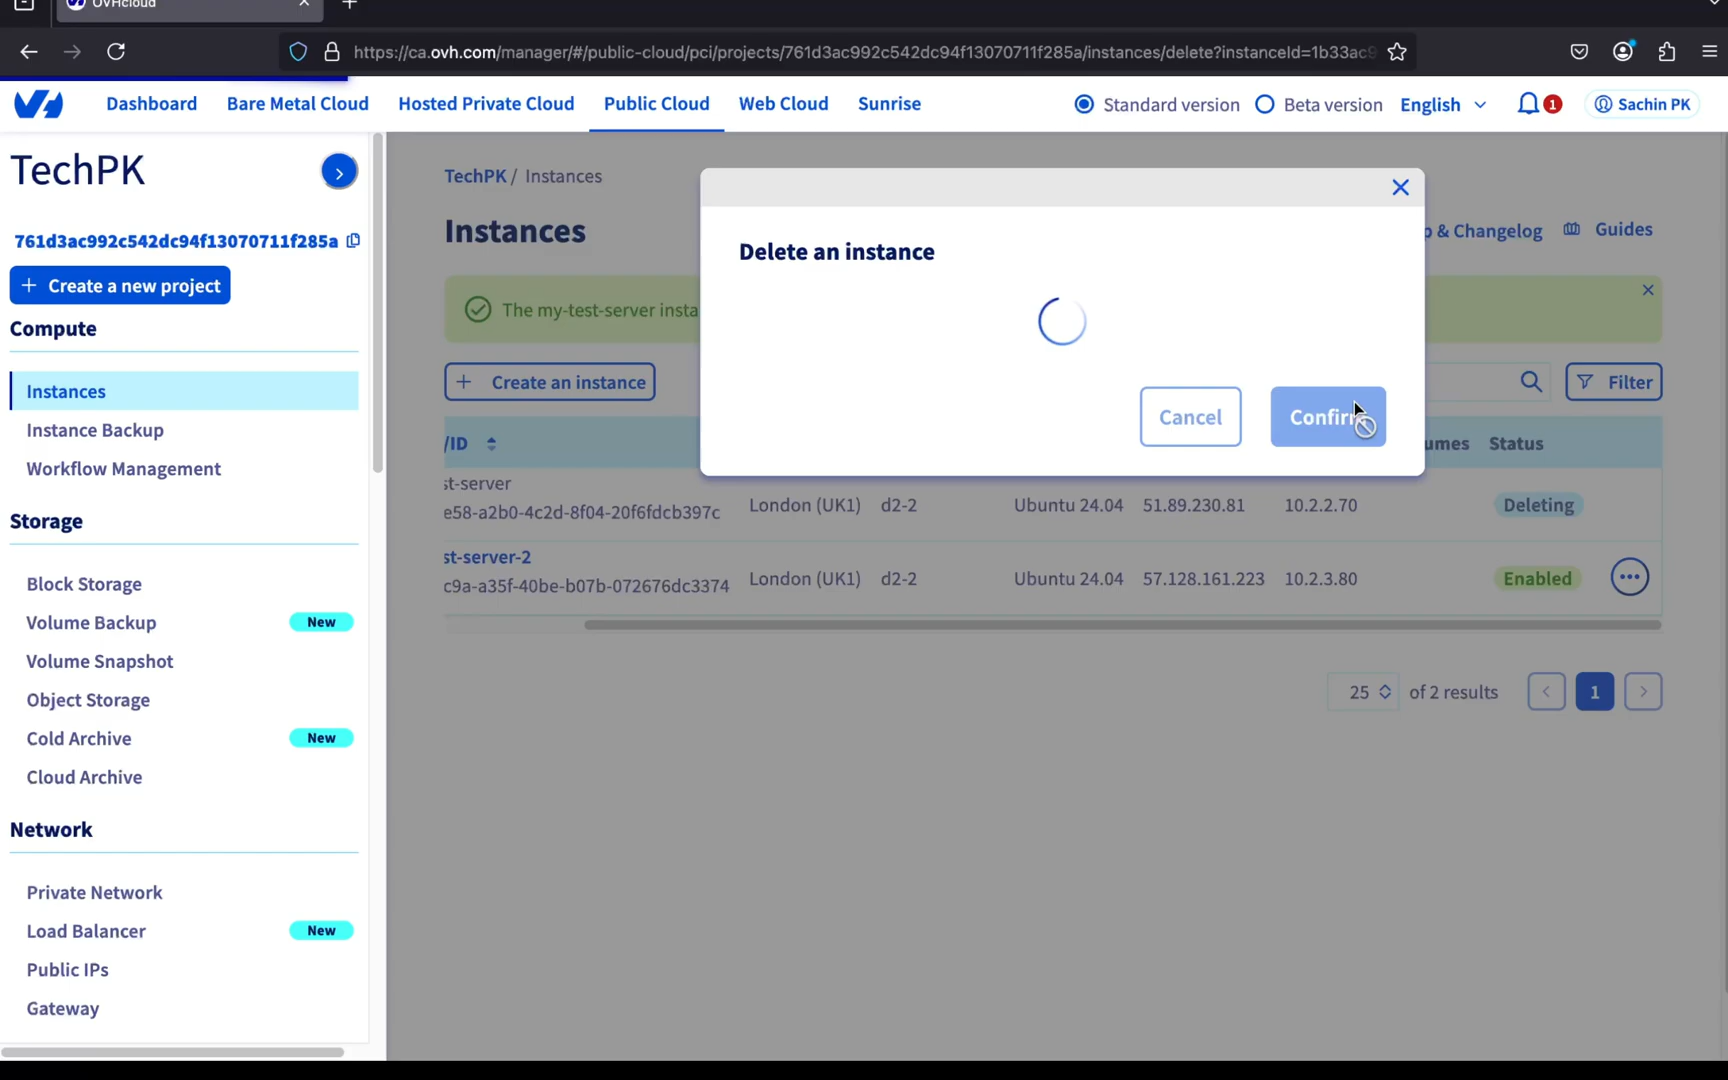 OVHcloud
https://ca.ovh.com/manager/#/public-cloud/pci/projects/761d3ac992c542dc94f13070711f285a/instances/delete?instanceId=1b33ac9
Dashboard Bare Metal Cloud Hosted Private Cloud Public Cloud Web Cloud Sunrise Standard version Beta version English 1 Sachin PK
TechPK
761d3ac992c542dc94f13070711f285a
Create a new project
Compute
Instances
Instance Backup
Workflow Management
Storage
Block Storage
Volume Backup New
Volume Snapshot
Object Storage
Cold Archive New
Cloud Archive
Network
Private Network
Load Balancer New
Public IPs
Gateway
TechPK / Instances
Instances
& Changelog Guides
The my-test-server insta
Create an instance
Filter
Delete an instance
Cancel Confir
/ID umes Status
st-server
e58-a2b0-4c2d-8f04-20f6fdcb397c London (UK1) d2-2 Ubuntu 24.04 51.89.230.81 10.2.2.70 Deleting
st-server-2
c9a-a35f-40be-b07b-072676dc3374 London (UK1) d2-2 Ubuntu 24.04 57.128.161.223 10.2.3.80 Enabled
25 of 2 results 1